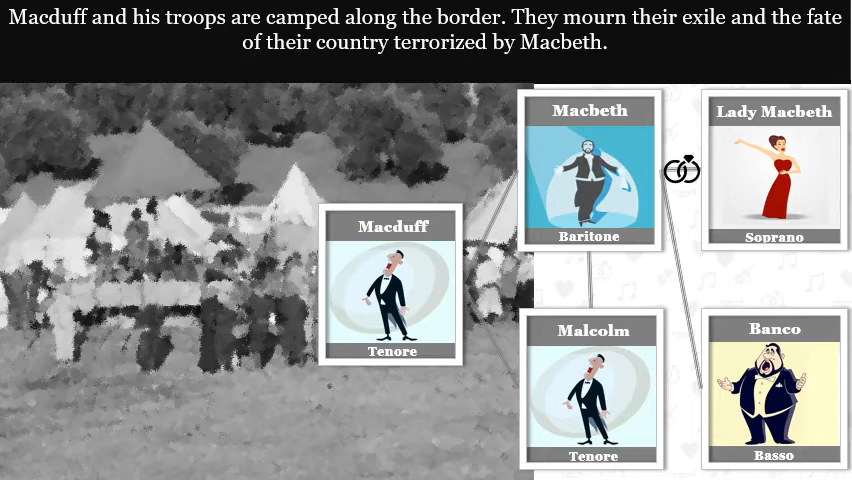 Macduff and his troops are camped along the border. They mourn their exile and the fate
of their country terrorized by Macbeth.
Macbeth
Baritone
Lady Macbeth
Soprano
Macduff
Tenore
Malcolm
Tenore
Banco
Basso